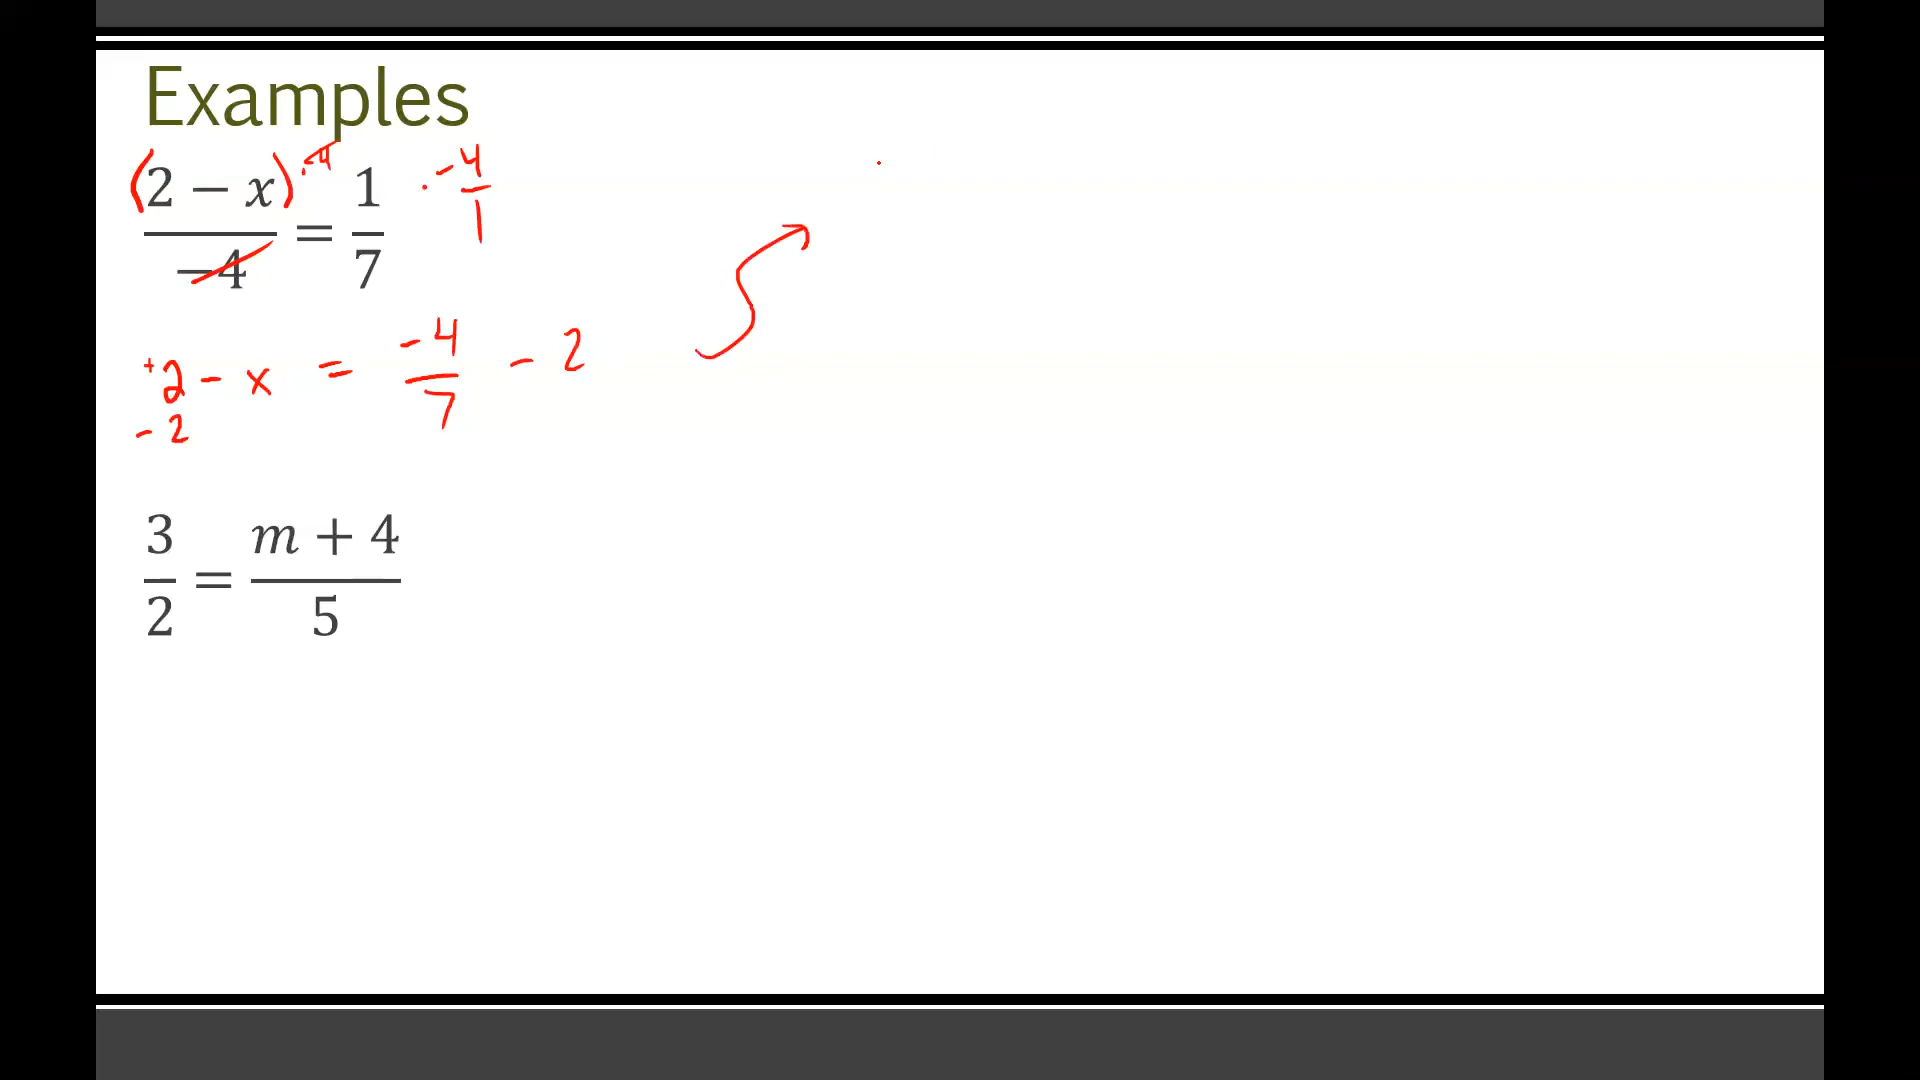 Examples
(2 − x) · -4 / -4 = 1/7 · -4/1
+2 - x = -4/7 - 2
- 2
3/2 = m + 4/5